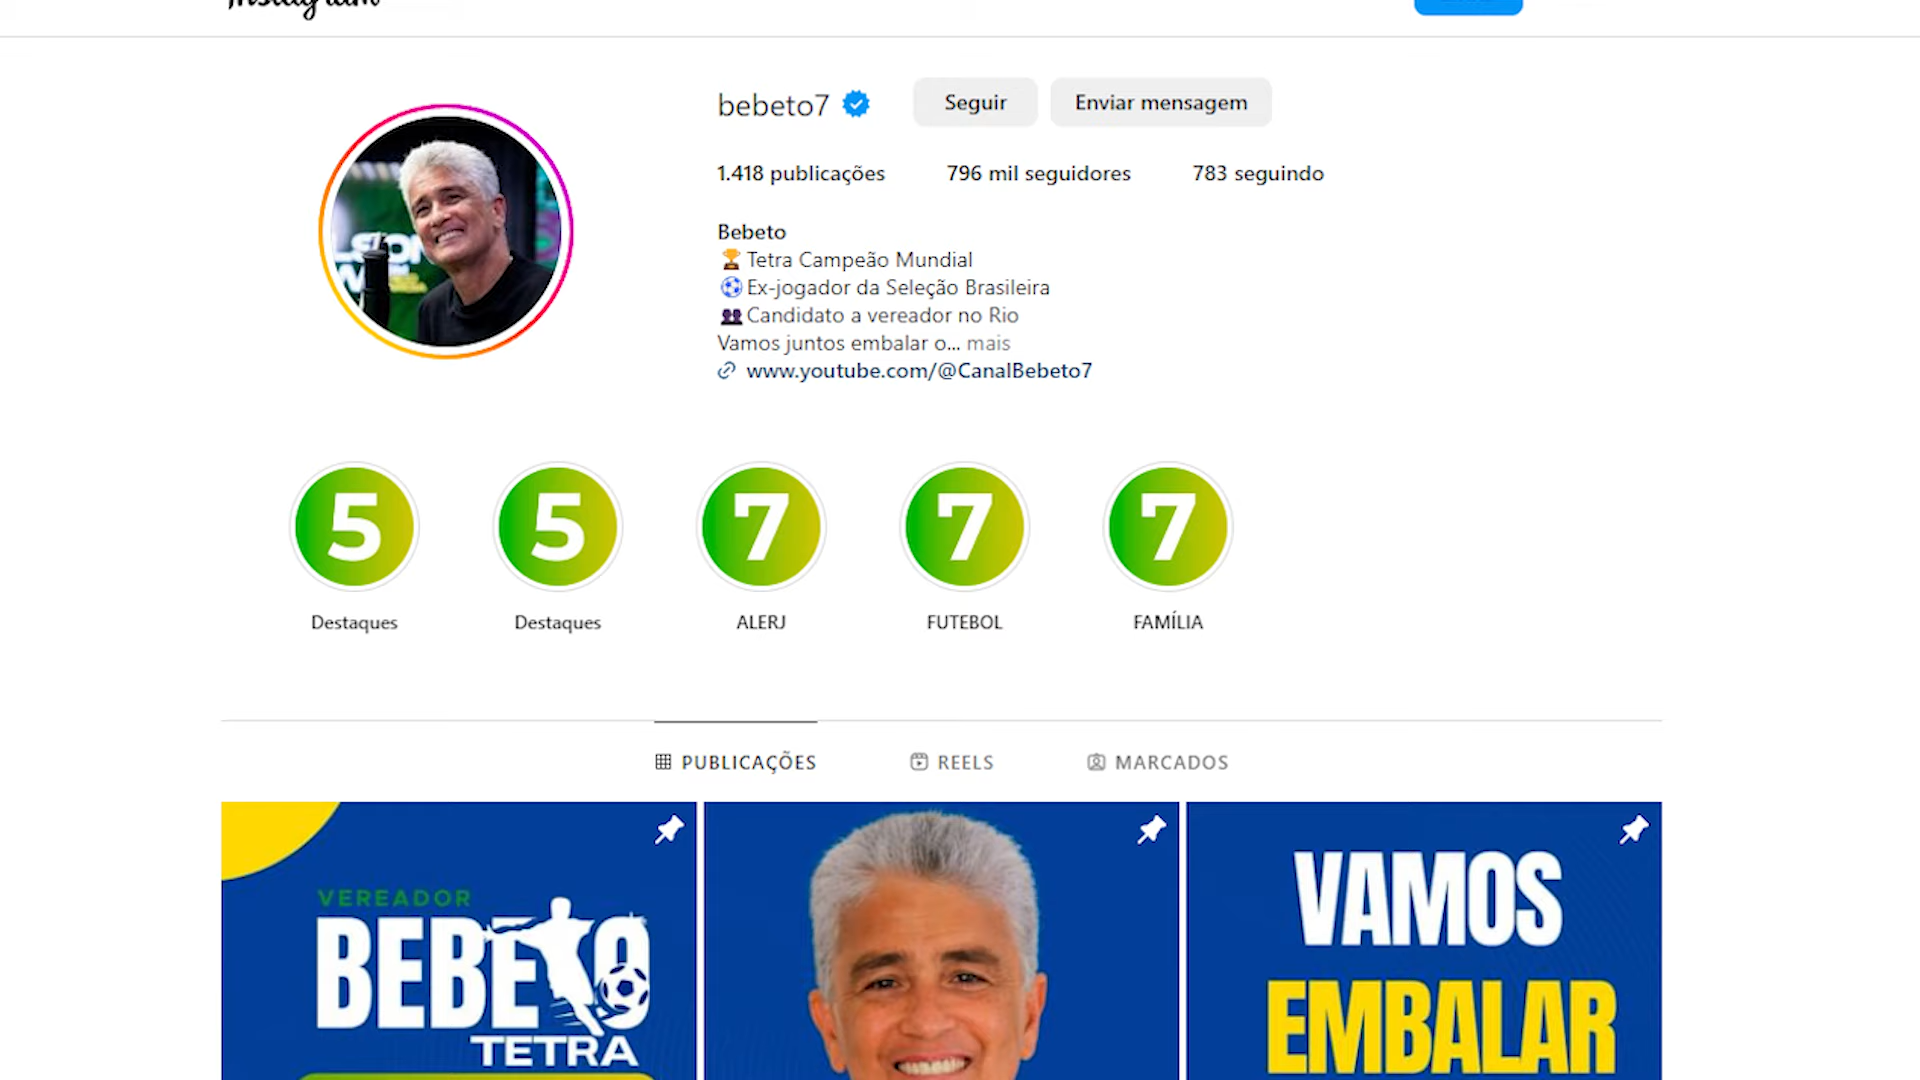 Instagram
bebeto7
Seguir
Enviar mensagem
1.418 publicações
796 mil seguidores
783 seguindo
Bebeto
🏆Tetra Campeão Mundial
⚽Ex-jogador da Seleção Brasileira
👥Candidato a vereador no Rio
Vamos juntos embalar o... mais
www.youtube.com/@CanalBebeto7
5
5
7
7
7
Destaques
Destaques
ALERJ
FUTEBOL
FAMÍLIA
PUBLICAÇÕES
REELS
MARCADOS
VEREADOR
BEBETO
TETRA
VAMOS
EMBALAR